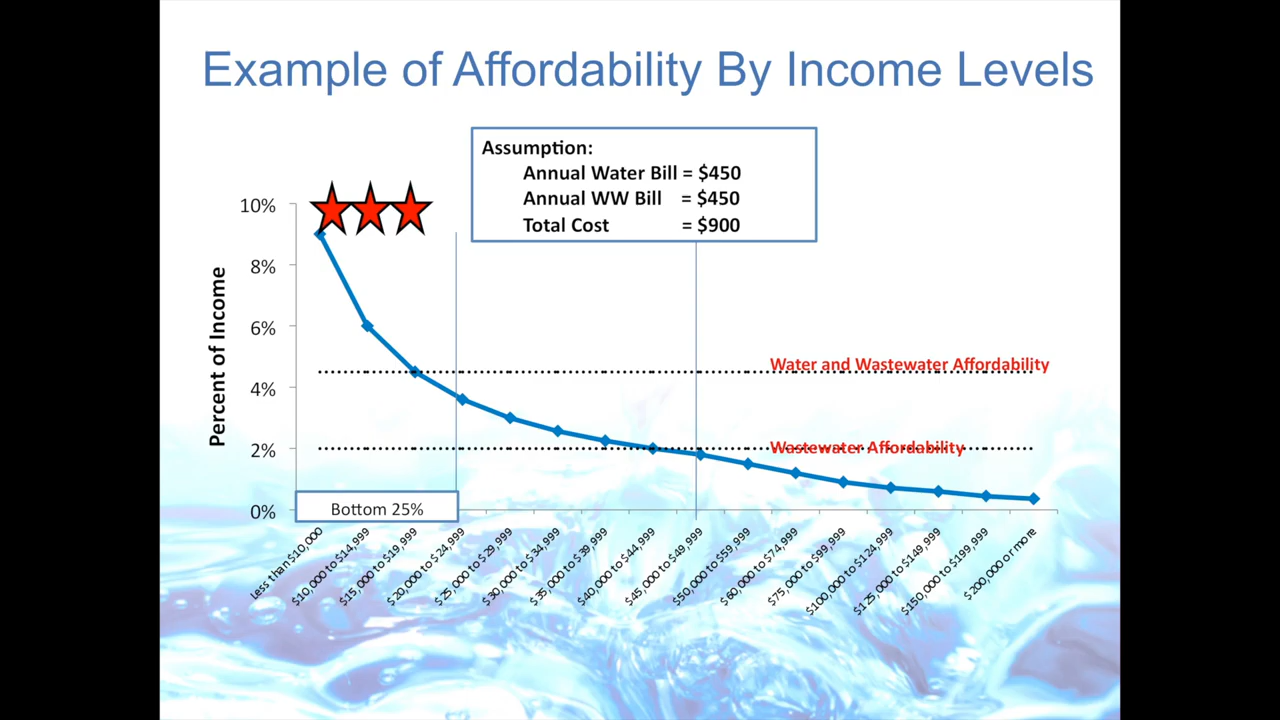 Example of Affordability By Income Levels
Assumption:
Annual Water Bill = $450
Annual WW Bill = $450
Total Cost = $900
10%
8%
6%
4%
2%
0%
Percent of Income
Water and Wastewater Affordability
Wastewater Affordability
Bottom 25%
Less than $10,000
$10,000 to $14,999
$15,000 to $19,999
$20,000 to $24,999
$25,000 to $29,999
$30,000 to $34,999
$35,000 to $39,999
$40,000 to $44,999
$45,000 to $49,999
$50,000 to $59,999
$60,000 to $74,999
$75,000 to $99,999
$100,000 to $124,999
$125,000 to $149,999
$150,000 to $199,999
$200,000 or more